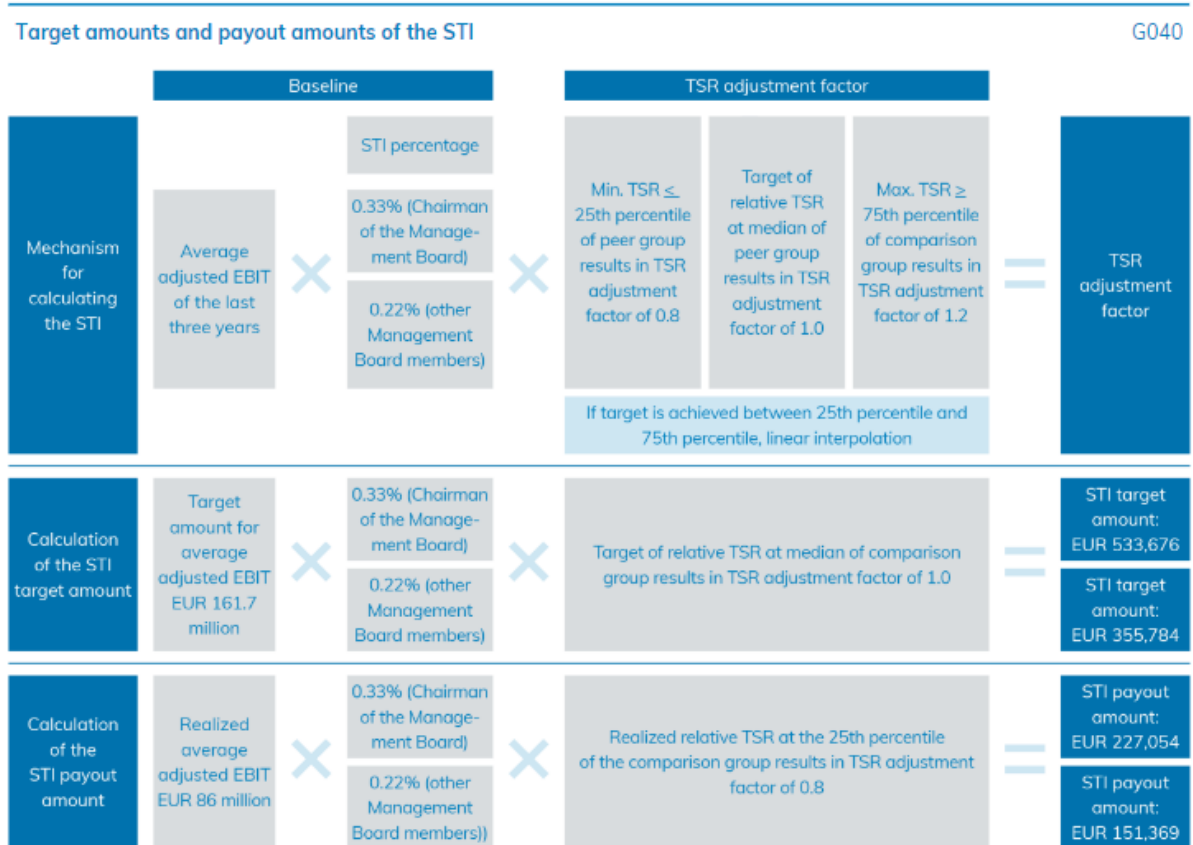 Target amounts and payout amounts of the STI
G040
Baseline
TSR adjustment factor
Mechanism
for
calculating
the STI
Average
adjusted EBIT
of the last
three years
×
STI percentage
0.33% (Chairman
of the Manage-
ment Board)
0.22% (other
Management
Board members)
×
Min. TSR ≤
25th percentile
of peer group
results in TSR
adjustment
factor of 0.8
Target of
relative TSR
at median of
peer group
results in TSR
adjustment
factor of 1.0
Max. TSR ≥
75th percentile
of comparison
group results in
TSR adjustment
factor of 1.2
If target is achieved between 25th percentile and
75th percentile, linear interpolation
=
TSR
adjustment
factor
Calculation
of the STI
target amount
Target
amount for
average
adjusted EBIT
EUR 161.7
million
×
0.33% (Chairman
of the Manage-
ment Board)
0.22% (other
Management
Board members)
×
Target of relative TSR at median of comparison
group results in TSR adjustment factor of 1.0
=
STI target
amount:
EUR 533,676
STI target
amount:
EUR 355,784
Calculation
of the
STI payout
amount
Realized
average
adjusted EBIT
EUR 86 million
×
0.33% (Chairman
of the Manage-
ment Board)
0.22% (other
Management
Board members))
×
Realized relative TSR at the 25th percentile
of the comparison group results in TSR adjustment
factor of 0.8
=
STI payout
amount:
EUR 227,054
STI payout
amount:
EUR 151,369